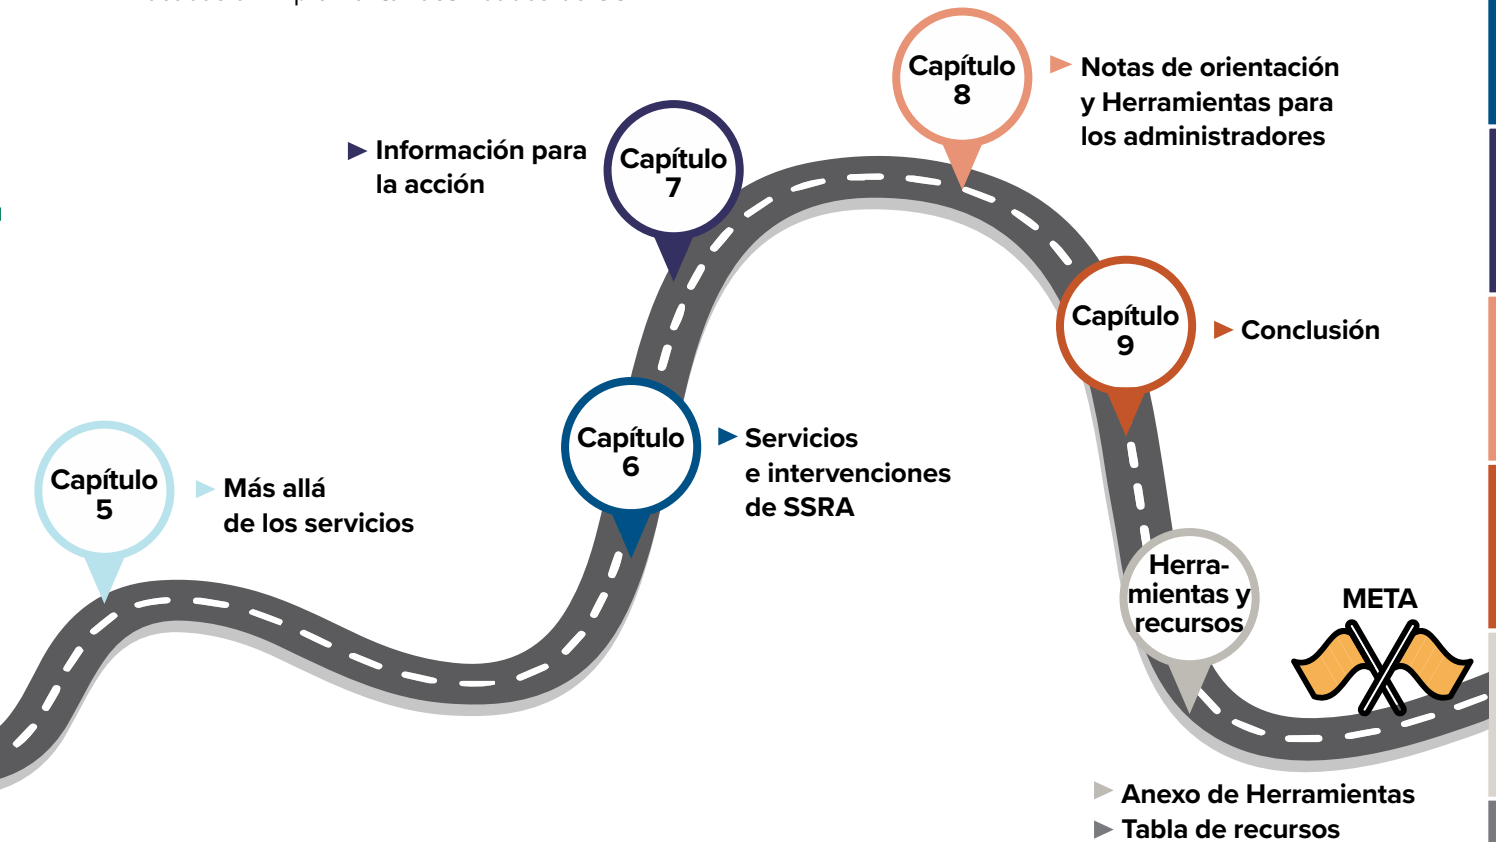 Capítulo
8
Notas de orientación
y Herramientas para
los administradores
Información para
la acción
Capítulo
7
Capítulo
9
Conclusión
Capítulo
6
Servicios
e intervenciones
de SSRA
Capítulo
5
Más allá
de los servicios
Herra-
mientas y
recursos
META
Anexo de Herramientas
Tabla de recursos